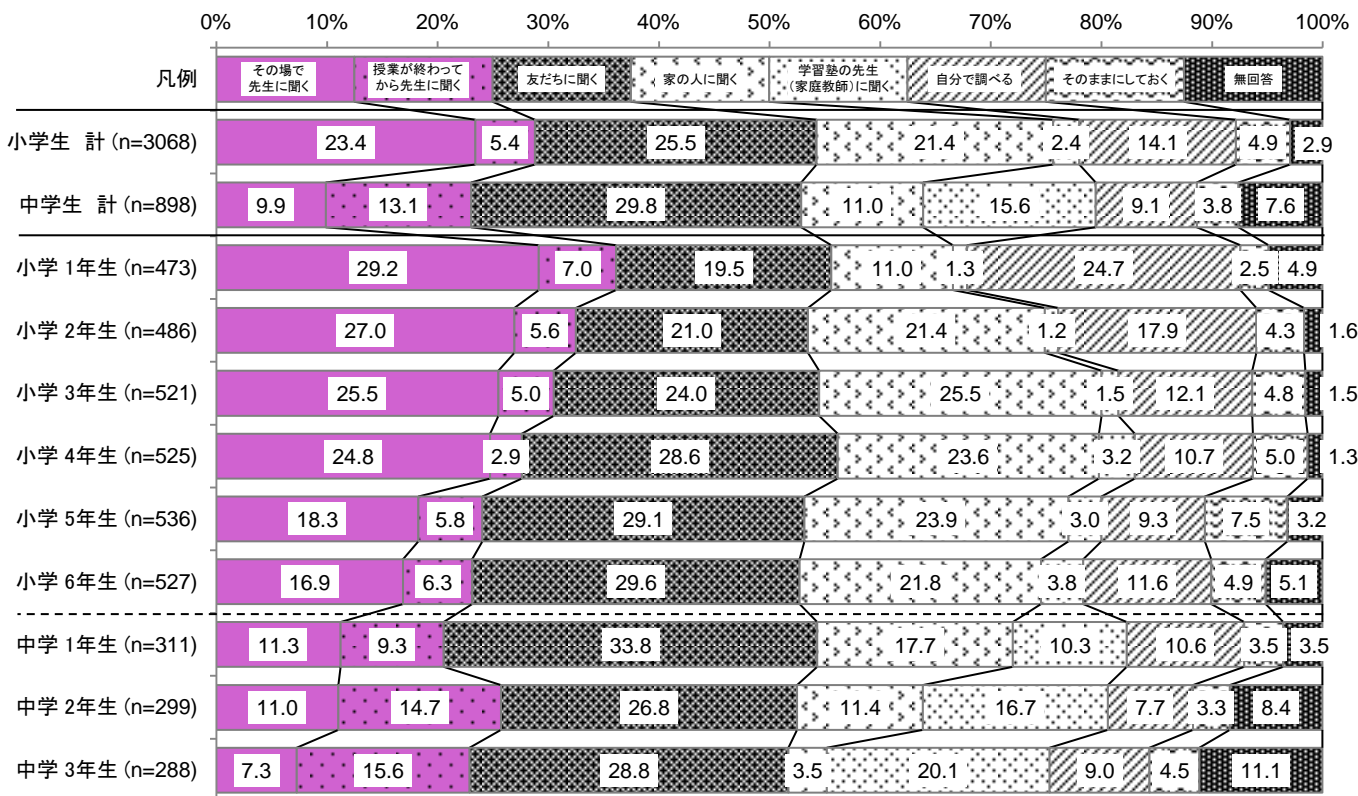 0% 10% 20% 30% 40% 50% 60% 70% 80% 90% 100%
凡例
その場で
先生に聞く
授業が終わって
から先生に聞く
友だちに聞く
家の人に聞く
学習塾の先生
（家庭教師）に聞く
自分で調べる
そのままにしておく
無回答
小学生 計 (n=3068) 23.4 5.4 25.5 21.4 2.4 14.1 4.9 2.9
中学生 計 (n=898) 9.9 13.1 29.8 11.0 15.6 9.1 3.8 7.6
小学 1年生 (n=473) 29.2 7.0 19.5 11.0 1.3 24.7 2.5 4.9
小学 2年生 (n=486) 27.0 5.6 21.0 21.4 1.2 17.9 4.3 1.6
小学 3年生 (n=521) 25.5 5.0 24.0 25.5 1.5 12.1 4.8 1.5
小学 4年生 (n=525) 24.8 2.9 28.6 23.6 3.2 10.7 5.0 1.3
小学 5年生 (n=536) 18.3 5.8 29.1 23.9 3.0 9.3 7.5 3.2
小学 6年生 (n=527) 16.9 6.3 29.6 21.8 3.8 11.6 4.9 5.1
中学 1年生 (n=311) 11.3 9.3 33.8 17.7 10.3 10.6 3.5 3.5
中学 2年生 (n=299) 11.0 14.7 26.8 11.4 16.7 7.7 3.3 8.4
中学 3年生 (n=288) 7.3 15.6 28.8 3.5 20.1 9.0 4.5 11.1